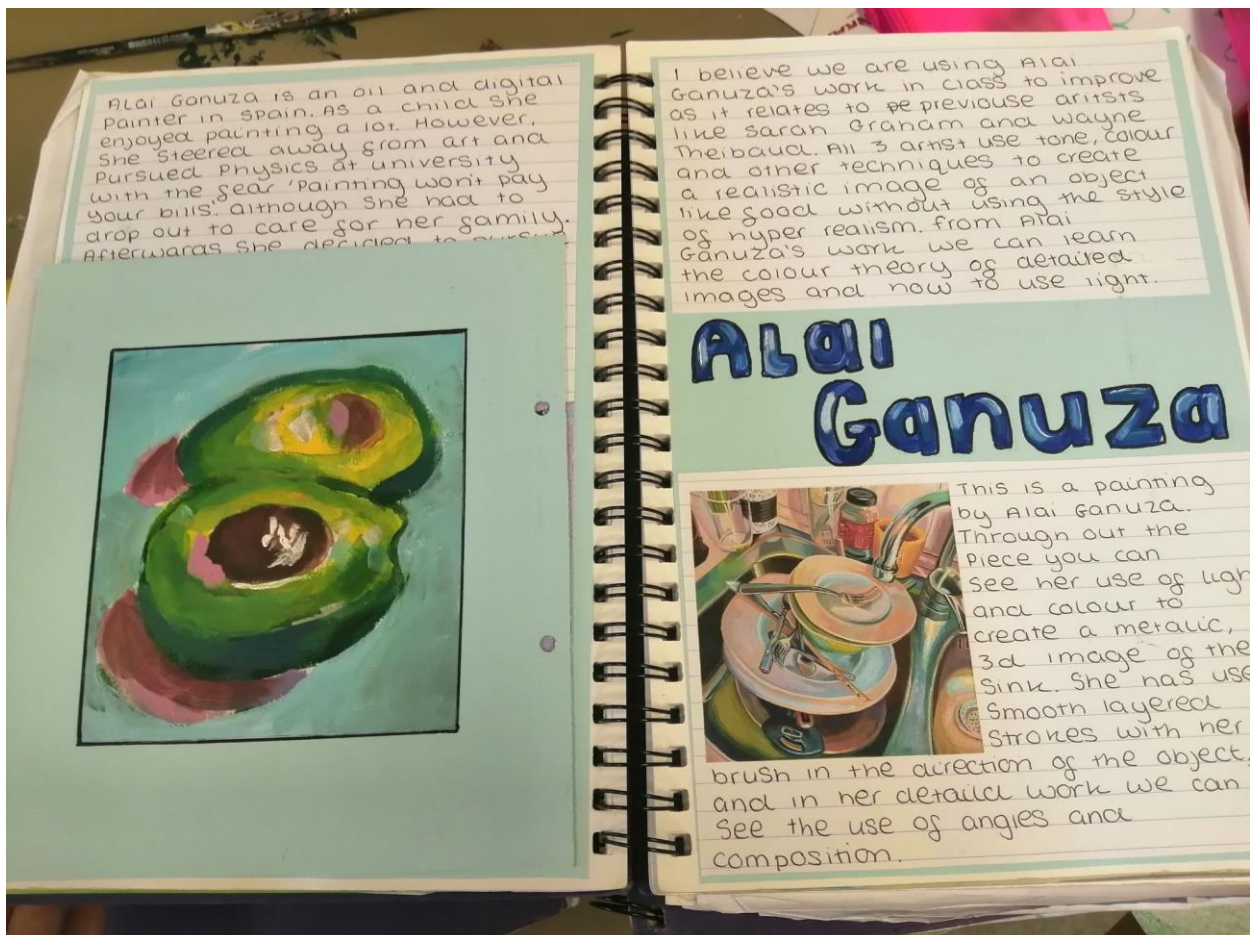 Alai Ganuza is an oil and digital
Painter in Spain. As a child she
enjoyed painting a lot. However,
she steered away from art and
Pursued Physics at university
with the fear 'Painting won't pay
your bills'. although she had to
drop out to care for her family.
Afterwards she decided to pursue
I believe we are using Alai
Ganuza's work in class to improve
as it relates to pe previouse aritsts
like Sarah Graham and Wayne
Theibaud. All 3 artist use tone, colour
and other techniques to create
a realistic image of an object
like food without using the style
of hyper realism. from Alai
Ganuza's work we can learn
the colour theory of detailed
images and how to use light.
Alai
Ganuza
This is a painting
by Alai Ganuza.
Through out the
Piece you can
see her use of ligh
and colour to
create a metalic,
3d image of the
Sink. She has use
Smooth layered
Strokes with her
brush in the direction of the object,
and in her detaild work we can
See the use of angles and
composition.